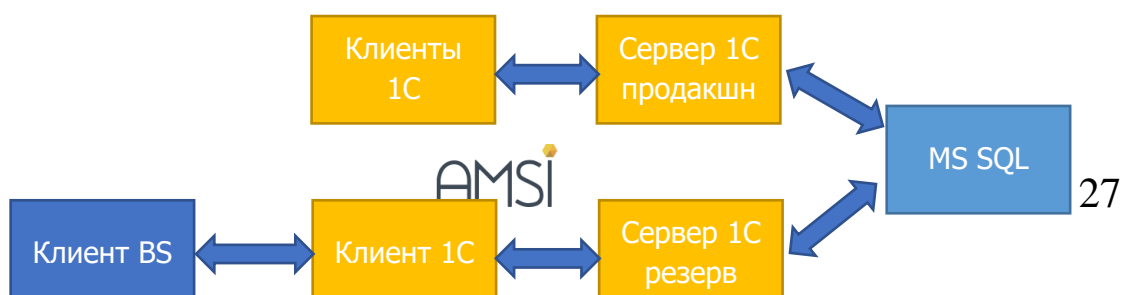 Клиенты
1С
Сервер 1С
продакшн
MS SQL
27
AMSi
Клиент BS
Клиент 1С
Сервер 1С
резерв